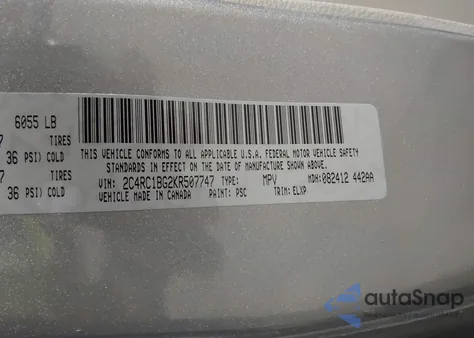 6055 LB
7 TIRES
36 PSI) COLD
7 TIRES
36 PSI) COLD
THIS VEHICLE CONFORMS TO ALL APPLICABLE U.S.A. FEDERAL MOTOR VEHICLE SAFETY
STANDARDS IN EFFECT ON THE DATE OF MANUFACTURE SHOWN ABOVE.
VIN: 2C4RC1BG2KR507747 TYPE: MPV MDH: 082412 442AA
VEHICLE MADE IN CANADA PAINT: PSC TRIM: ELXP
autoSnap